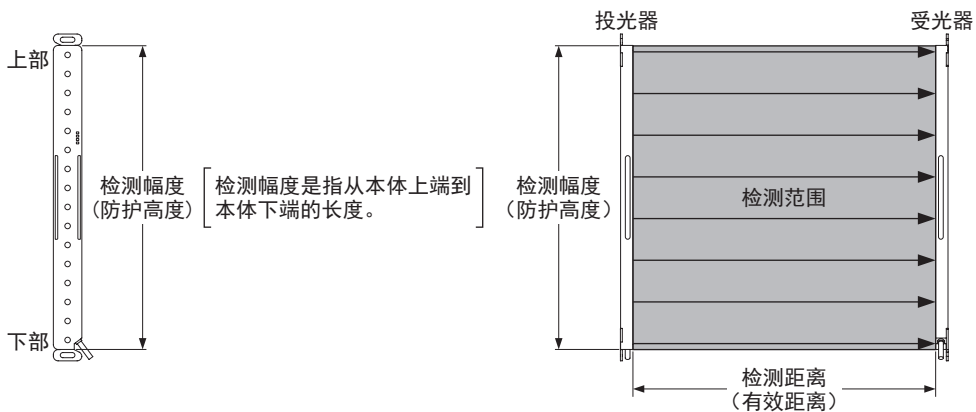 投光器
受光器
上部
检测幅度
(防护高度)
检测幅度是指从本体上端到
本体下端的长度。
检测幅度
（防护高度）
检测范围
下部
检测距离
（有效距离）